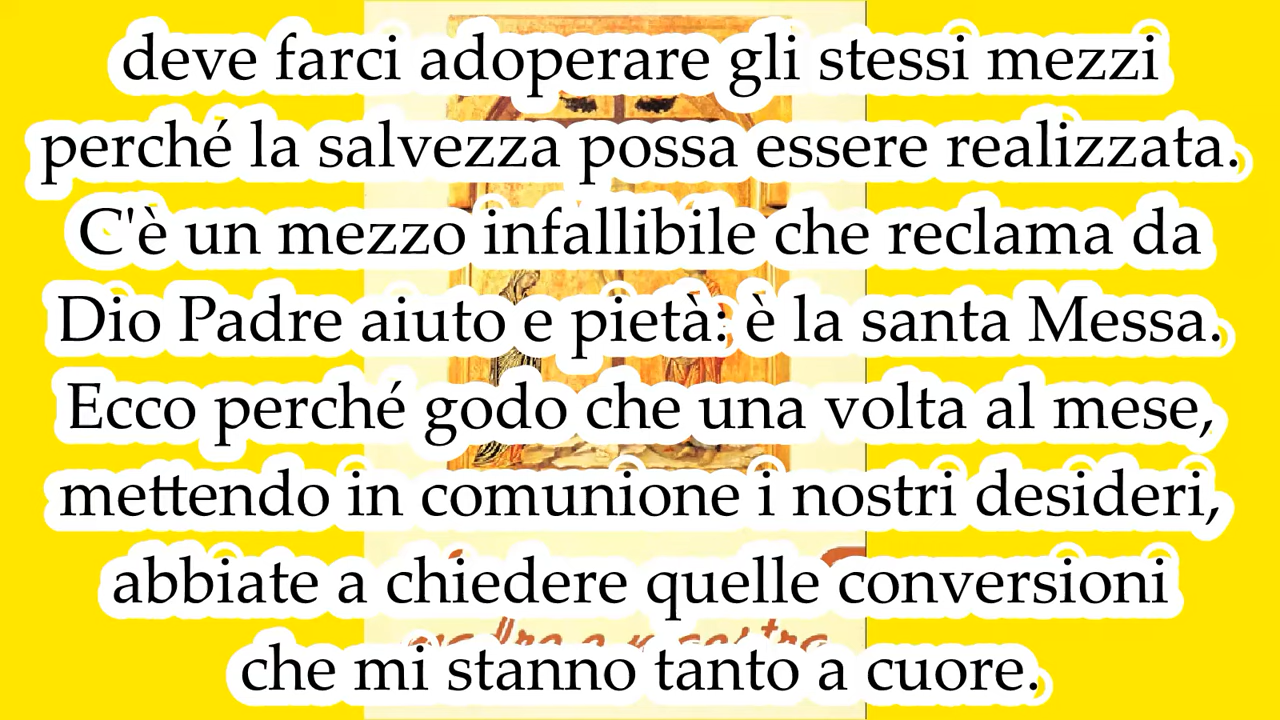 deve farci adoperare gli stessi mezzi
perché la salvezza possa essere realizzata.
C'è un mezzo infallibile che reclama da
Dio Padre aiuto e pietà: è la santa Messa.
Ecco perché godo che una volta al mese,
mettendo in comunione i nostri desideri,
abbiate a chiedere quelle conversioni
che mi stanno tanto a cuore.